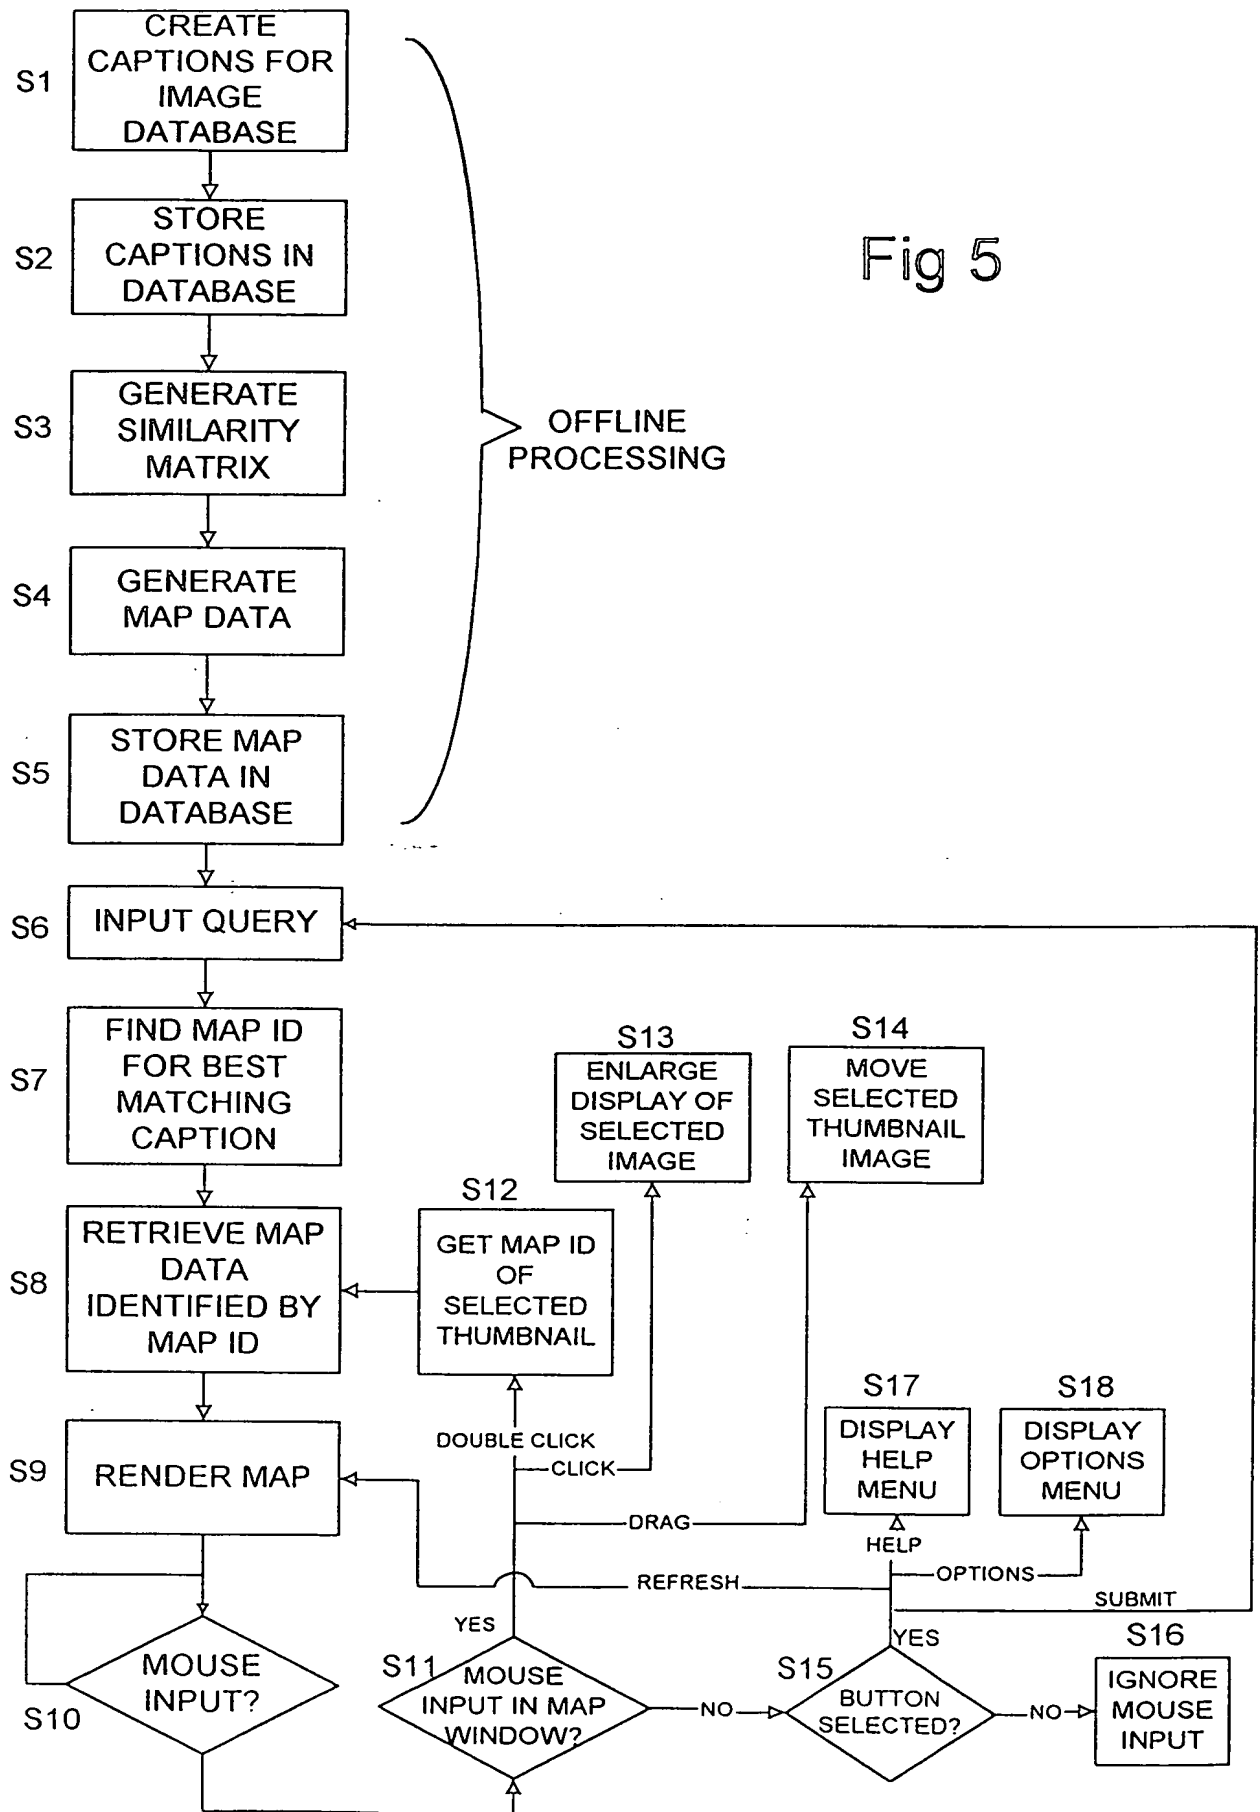 S1
CREATE
CAPTIONS FOR
IMAGE
DATABASE
S2
STORE
CAPTIONS IN
DATABASE
Fig 5
S3
GENERATE
SIMILARITY
MATRIX
OFFLINE
PROCESSING
S4
GENERATE
MAP DATA
S5
STORE MAP
DATA IN
DATABASE
S6
INPUT QUERY
S7
FIND MAP ID
FOR BEST
MATCHING
CAPTION
S13
ENLARGE
DISPLAY OF
SELECTED
IMAGE
S14
MOVE
SELECTED
THUMBNAIL
IMAGE
S8
RETRIEVE MAP
DATA
IDENTIFIED BY
MAP ID
S12
GET MAP ID
OF
SELECTED
THUMBNAIL
S9
RENDER MAP
DOUBLE CLICK
CLICK
DRAG
S17
DISPLAY
HELP
MENU
S18
DISPLAY
OPTIONS
MENU
HELP
OPTIONS
REFRESH
SUBMIT
S10
MOUSE
INPUT?
YES
S11
MOUSE
INPUT IN MAP
WINDOW?
NO
YES
S15
BUTTON
SELECTED?
NO
S16
IGNORE
MOUSE
INPUT